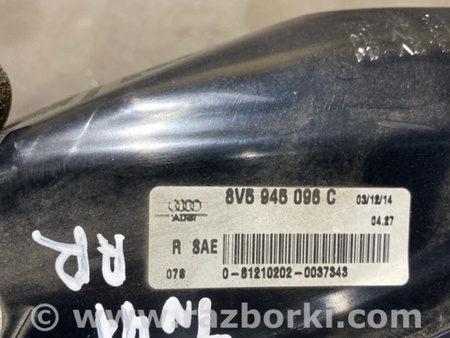 8V5 945 096 C 03/12/14
Audi 04.27
R SAE
078 0-81210202-0037343
RR
www.razborki.com